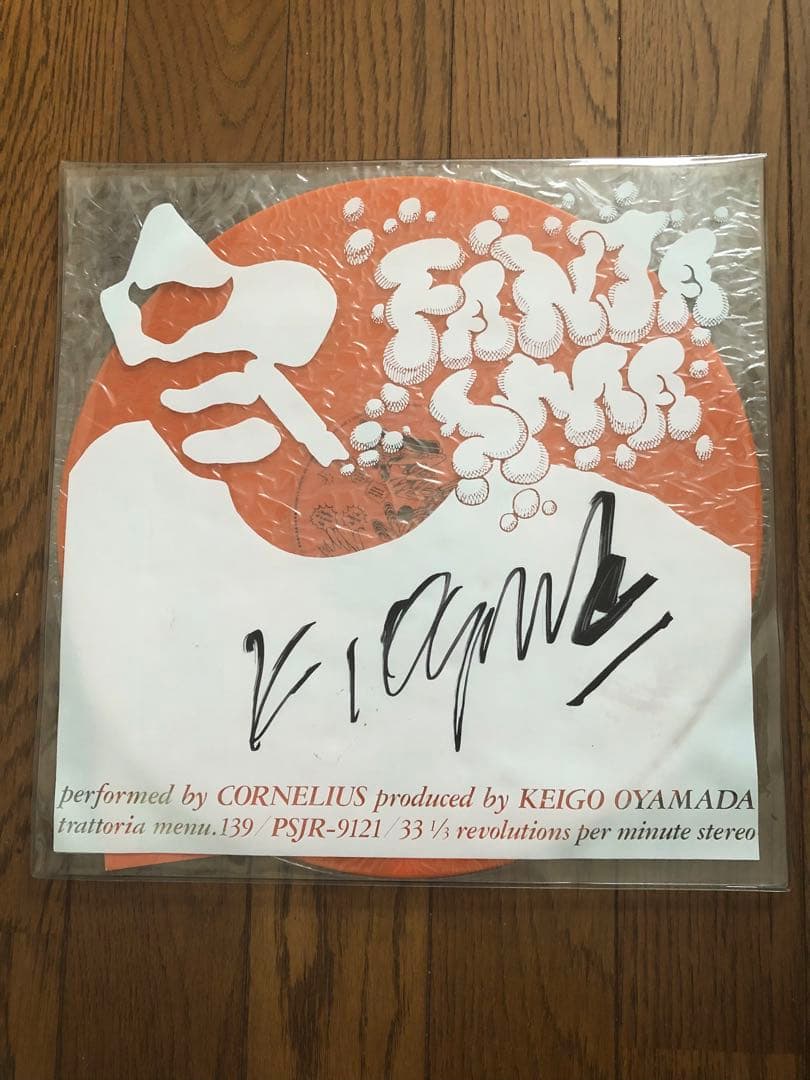 FANTA
SMA
performed by CORNELIUS produced by KEIGO OYAMADA
trattoria menu.139/PSJR-9121/33 1/3 revolutions per minute stereo